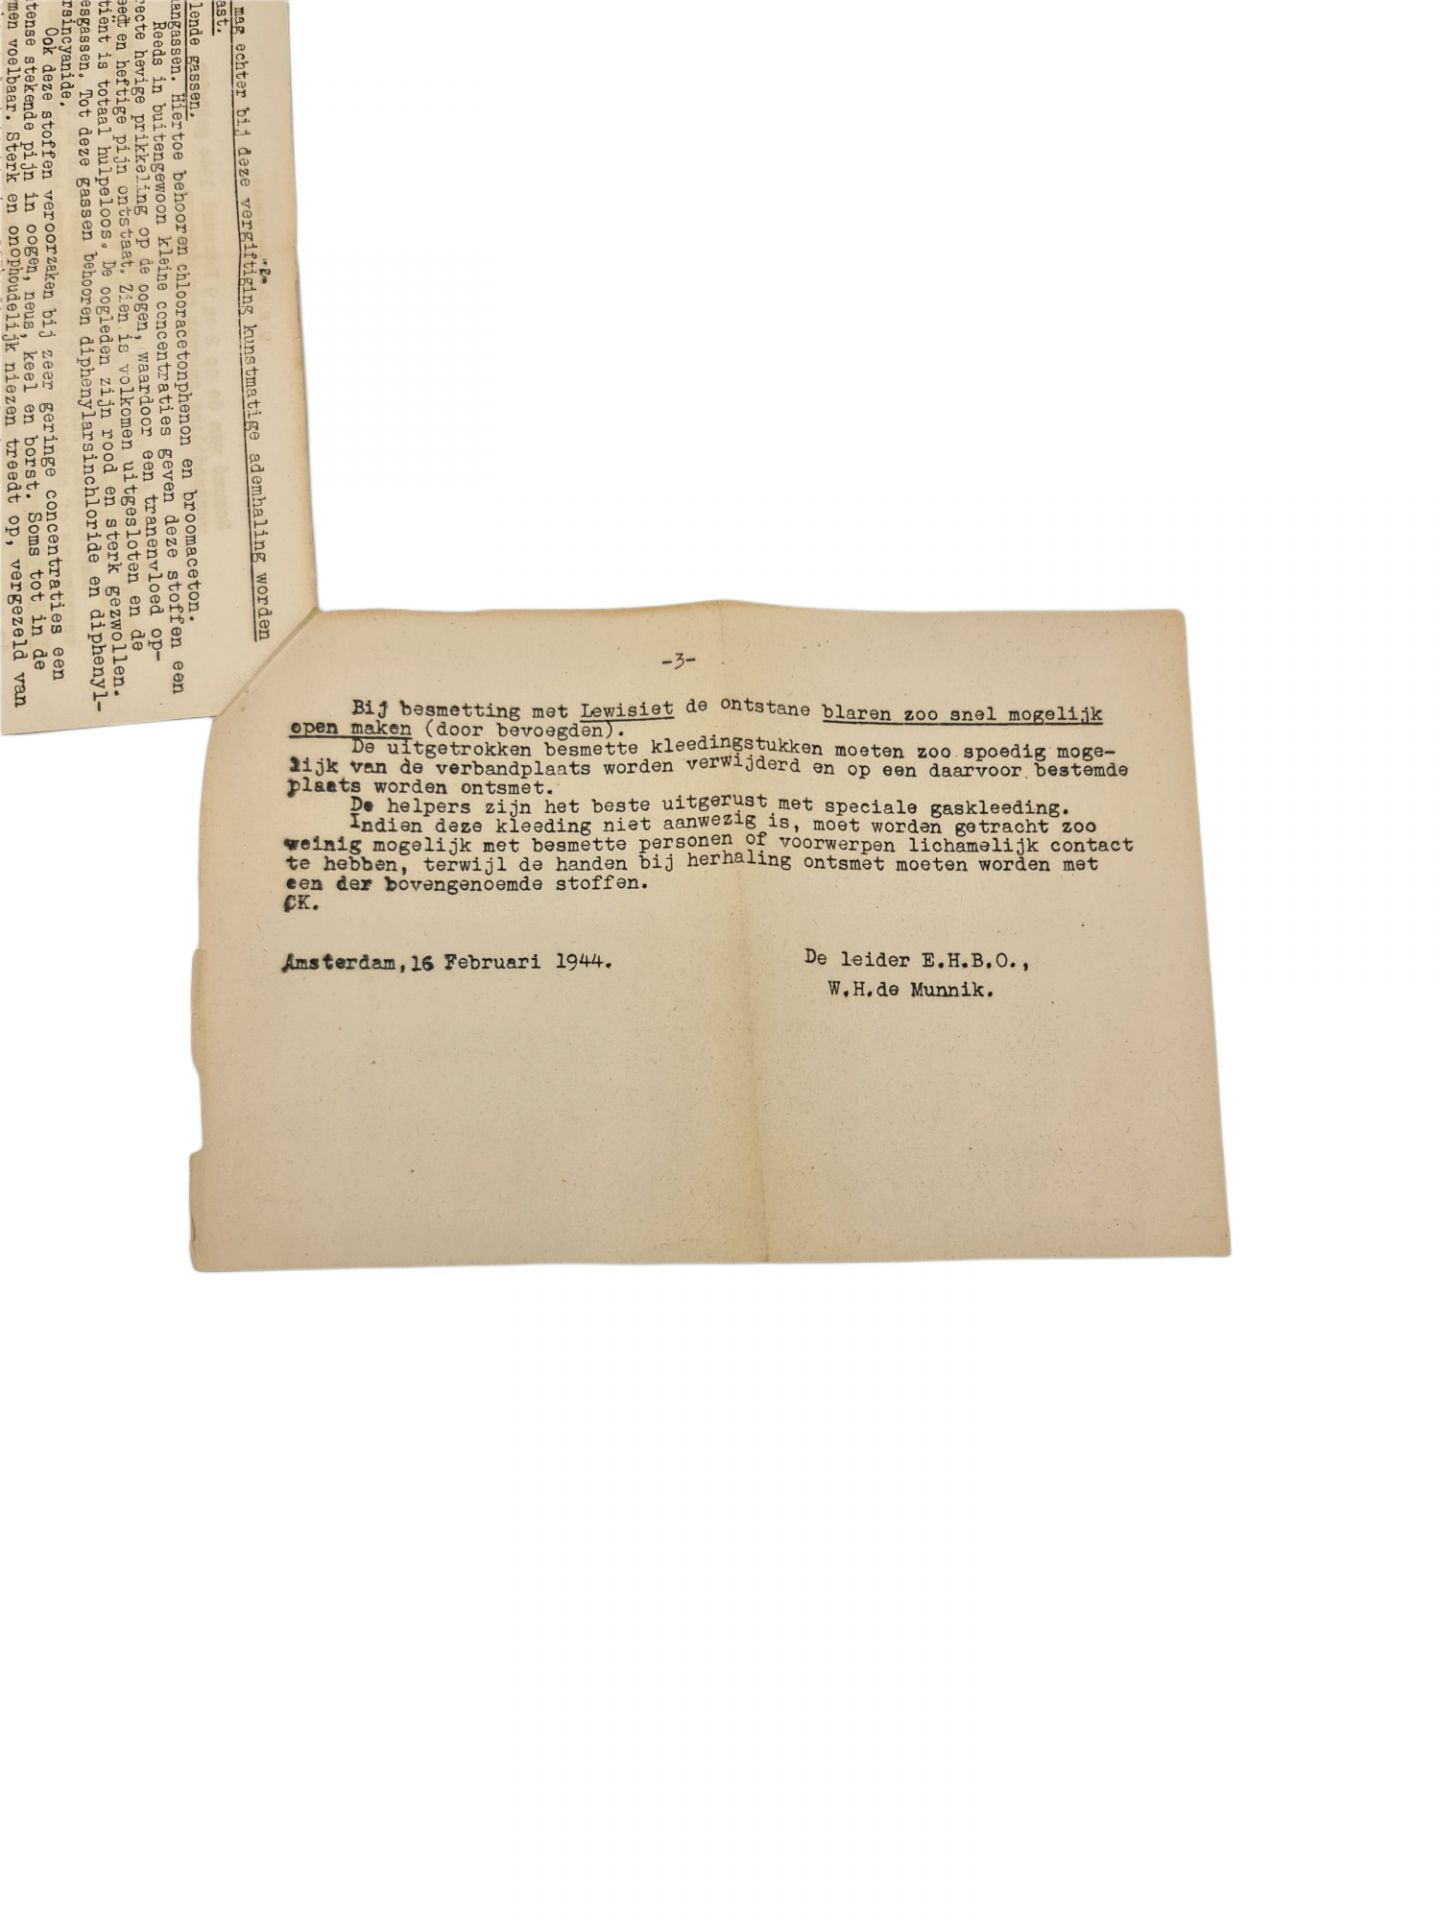 -2-
mag echter bij deze vergiftiging kunstmatige ademhaling worden
ast.
lende gassen.
angassen. Hiertoe behooren chlooracetonphenon en broomaceton.
Reeds in buitengewoon kleine concentraties geven deze stoffen een
recte hevige prikkeling op de oogen, waardoor een tranenvloed op-
eedt en heftige pijn ontstaat. Zien is volkomen uitgesloten en de
tiënt is totaal hulpeloos. De oogleden zijn rood en sterk gezwollen.
esgassen. Tot deze gassen behooren diphenylarsinchloride en diphenyl-
rsincyanide.
Ook deze stoffen veroorzaken bij zeer geringe concentraties een
tense stekende pijn in oogen, neus, keel en borst. Soms tot in de
men voelbaar. Sterk en onophoudelijk niezen treedt op, vergezeld van
-3-
Bij besmetting met Lewisiet de ontstane blaren zoo snel mogelijk
open maken (door bevoegden).
De uitgetrokken besmette kleedingstukken moeten zoo spoedig moge-
lijk van de verbandplaats worden verwijderd en op een daarvoor bestemde
plaats worden ontsmet.
De helpers zijn het beste uitgerust met speciale gaskleeding.
Indien deze kleeding niet aanwezig is, moet worden getracht zoo
weinig mogelijk met besmette personen of voorwerpen lichamelijk contact
te hebben, terwijl de handen bij herhaling ontsmet moeten worden met
een der bovengenoemde stoffen.
CK.
Amsterdam, 16 Februari 1944.
De leider E.H.B.O.,
W.H.de Munnik.